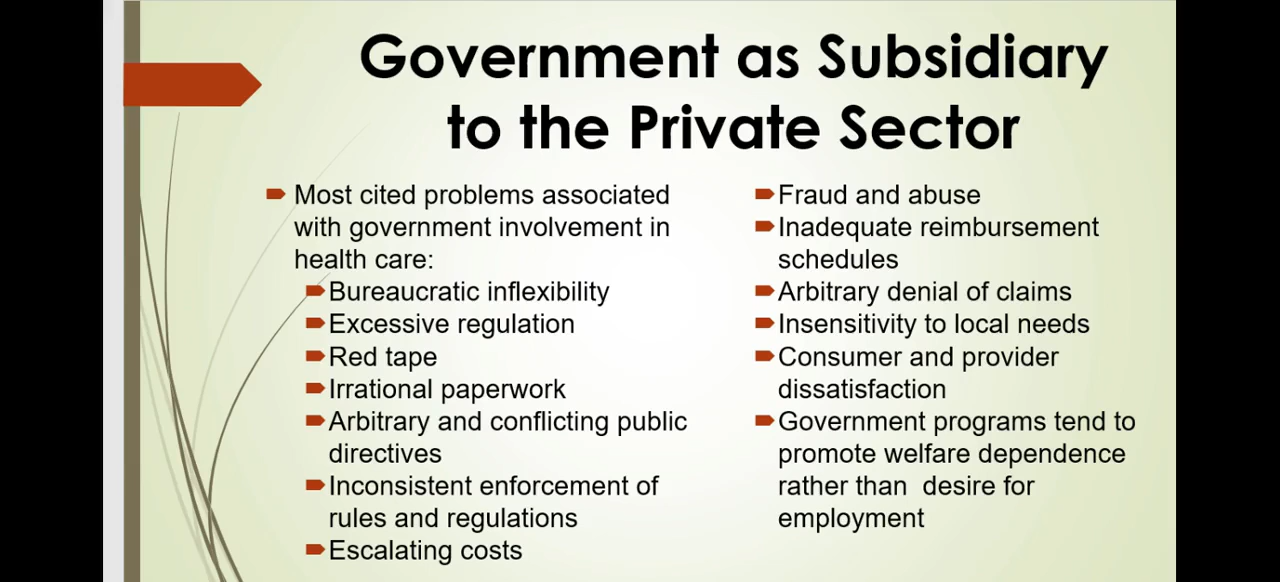 Government as Subsidiary
to the Private Sector
Most cited problems associated
with government involvement in
health care:
Bureaucratic inflexibility
Excessive regulation
Red tape
Irrational paperwork
Arbitrary and conflicting public
directives
Inconsistent enforcement of
rules and regulations
Escalating costs
Fraud and abuse
Inadequate reimbursement
schedules
Arbitrary denial of claims
Insensitivity to local needs
Consumer and provider
dissatisfaction
Government programs tend to
promote welfare dependence
rather than  desire for
employment